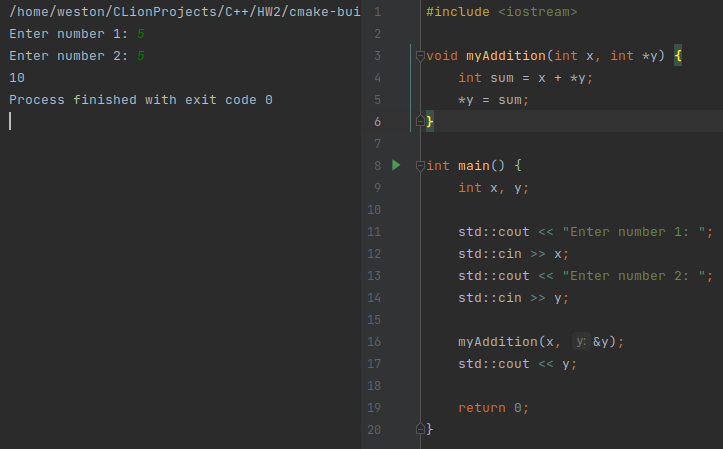 /home/weston/CLionProjects/C++/HW2/cmake-bui
Enter number 1: 5
Enter number 2: 5
10
Process finished with exit code 0
1 #include <iostream>
2
3 void myAddition(int x, int *y) {
4     int sum = x + *y;
5     *y = sum;
6 }
7
8 int main() {
9     int x, y;
10
11     std::cout << "Enter number 1: ";
12     std::cin >> x;
13     std::cout << "Enter number 2: ";
14     std::cin >> y;
15
16     myAddition(x, y: &y);
17     std::cout << y;
18
19     return 0;
20 }